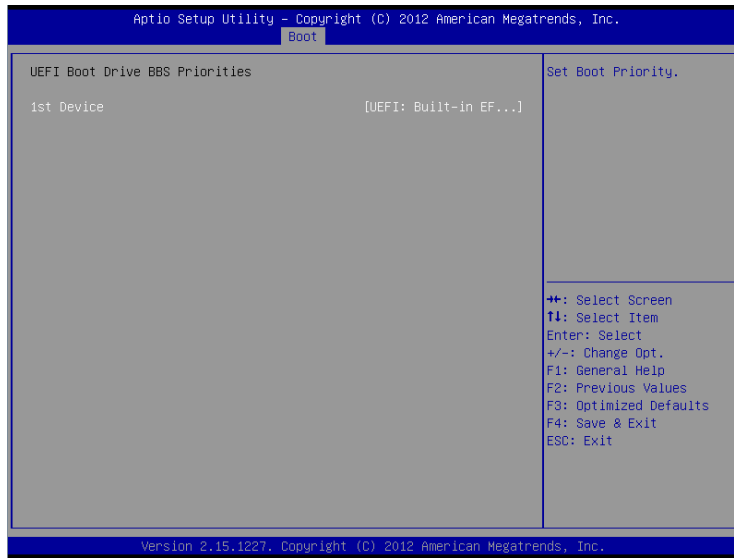 Aptio Setup Utility – Copyright (C) 2012 American Megatrends, Inc.
Boot
UEFI Boot Drive BBS Priorities
1st Device [UEFI: Built-in EF...]
Set Boot Priority.
→←: Select Screen
↑↓: Select Item
Enter: Select
+/-: Change Opt.
F1: General Help
F2: Previous Values
F3: Optimized Defaults
F4: Save & Exit
ESC: Exit
Version 2.15.1227. Copyright (C) 2012 American Megatrends, Inc.